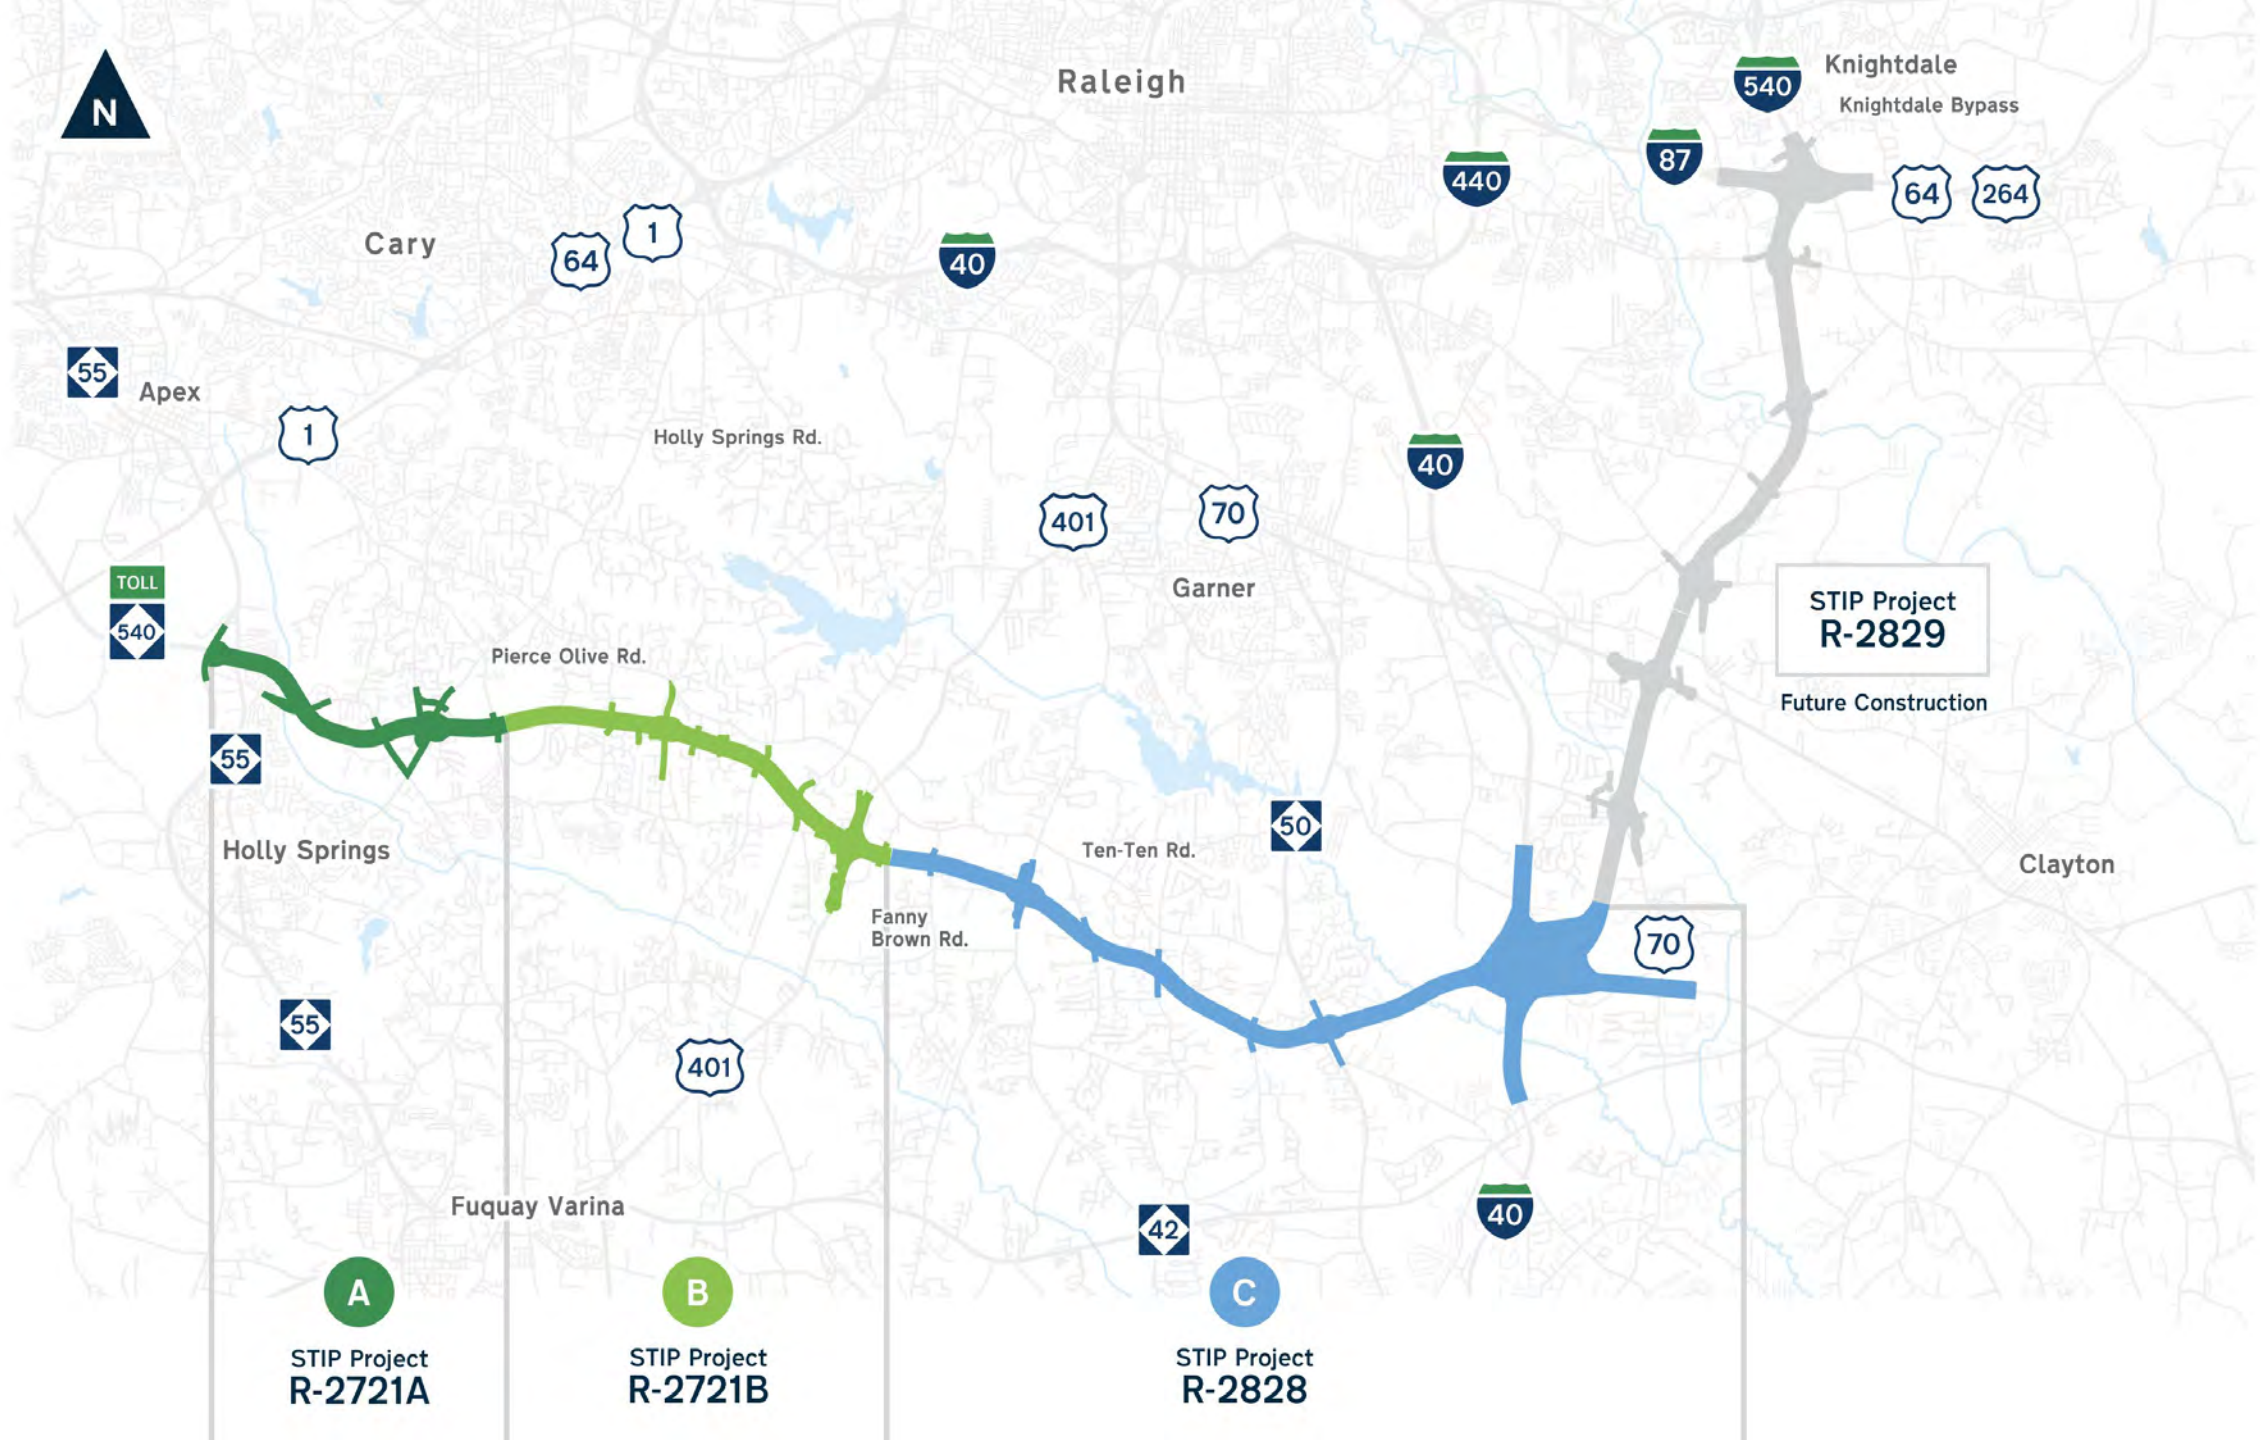 N
Raleigh
540
Knightdale
Knightdale Bypass
87
440
64
264
Cary
64
1
40
55
Apex
1
Holly Springs Rd.
40
401
70
Garner
TOLL
540
Pierce Olive Rd.
STIP Project
R-2829
Future Construction
55
Holly Springs
50
Ten-Ten Rd.
Clayton
Fanny
Brown Rd.
70
55
401
Fuquay Varina
42
40
A
STIP Project
R-2721A
B
STIP Project
R-2721B
C
STIP Project
R-2828